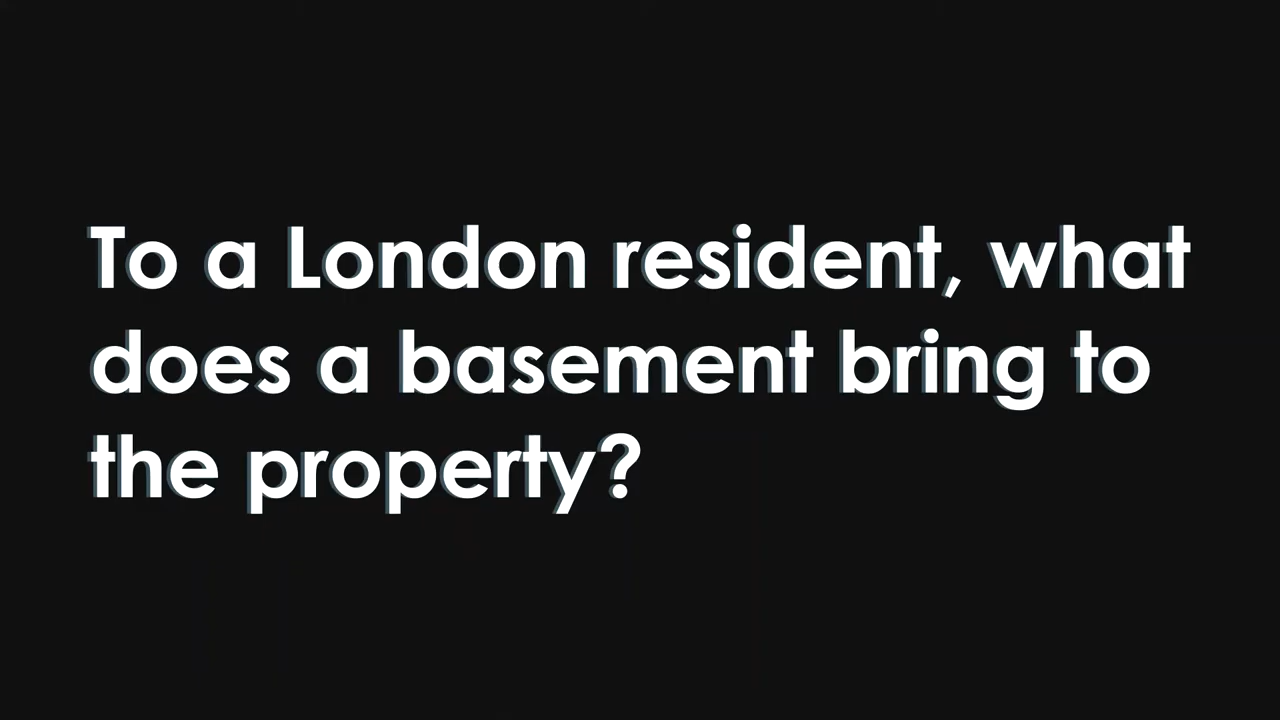 To a London resident, what
does a basement bring to
the property?